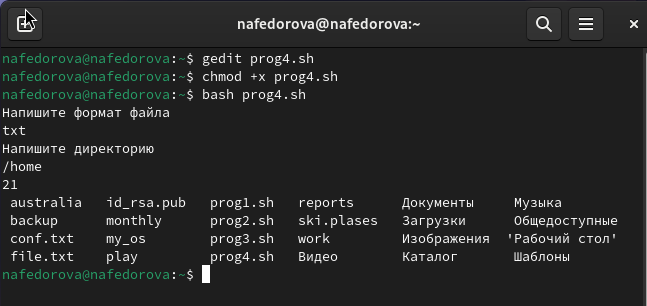 nafedorova@nafedorova:~
nafedorova@nafedorova:~$ gedit prog4.sh
nafedorova@nafedorova:~$ chmod +x prog4.sh
nafedorova@nafedorova:~$ bash prog4.sh
Напишите формат файла
txt
Напишите директорию
/home
21
australia id_rsa.pub prog1.sh reports Документы Музыка
backup monthly prog2.sh ski.plases Загрузки Общедоступные
conf.txt my_os prog3.sh work Изображения 'Рабочий стол'
file.txt play prog4.sh Видео Каталог Шаблоны
nafedorova@nafedorova:~$